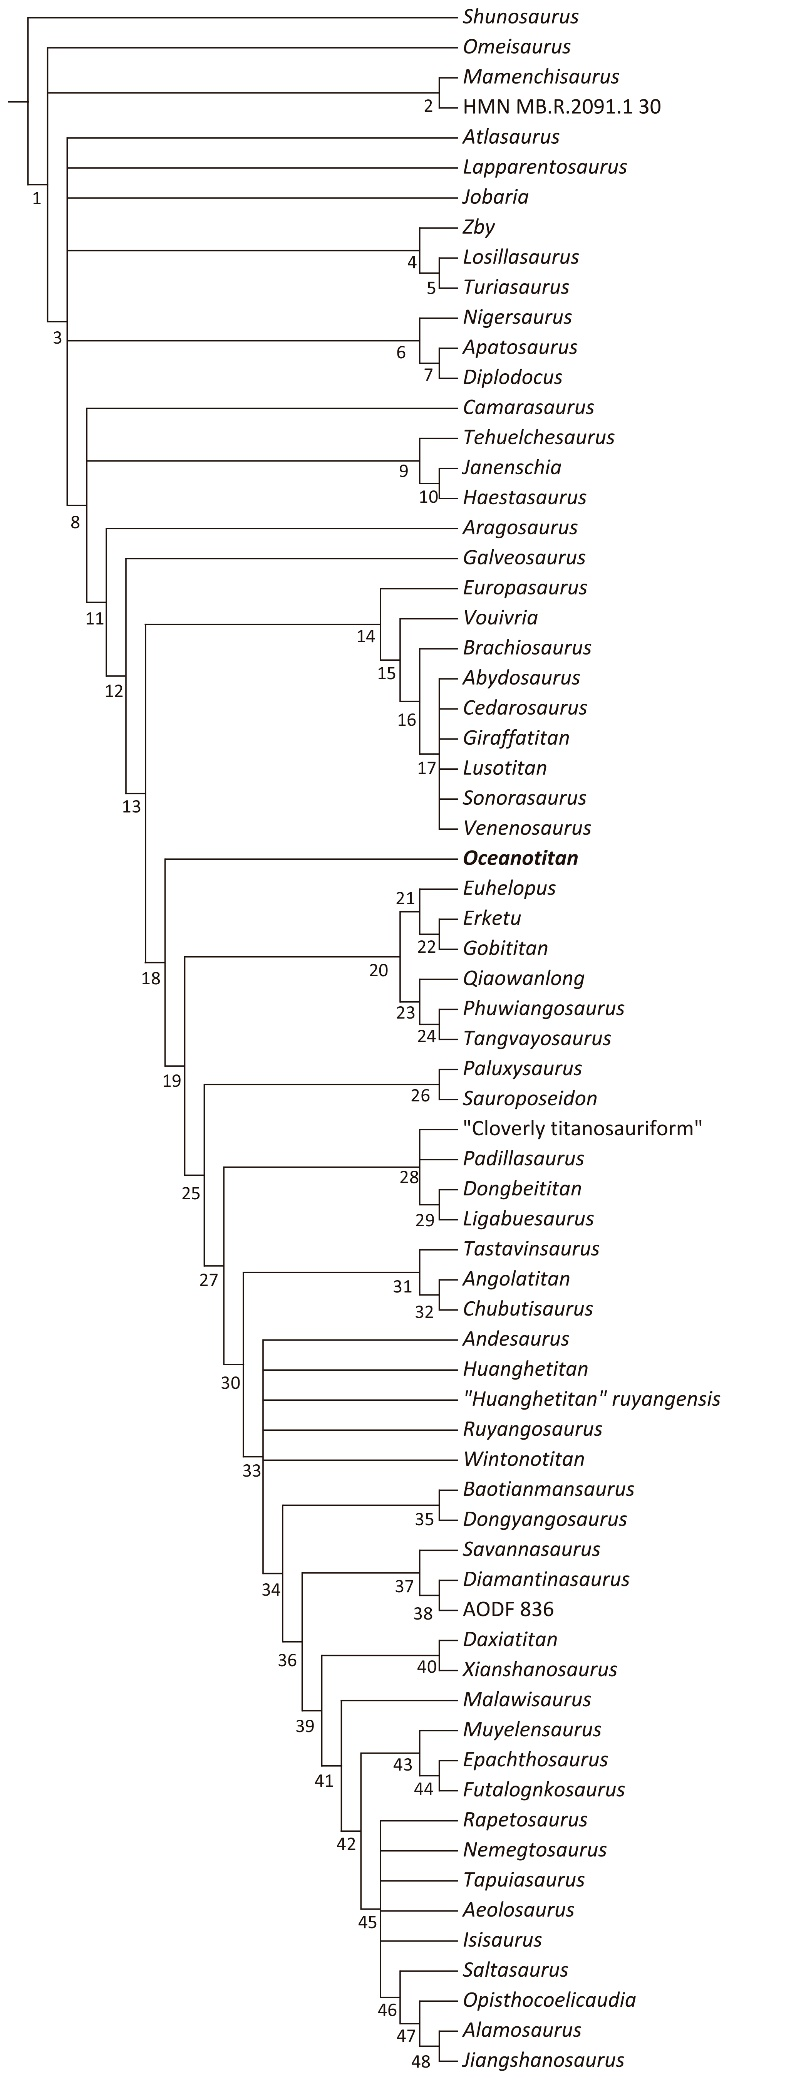 Shunosaurus
Omeisaurus
Mamenchisaurus
2 HMN MB.R.2091.1 30
Atlasaurus
Lapparentosaurus
1 Jobaria
Zby
4 Losillasaurus
5 Turiasaurus
Nigersaurus
3
6 Apatosaurus
7 Diplodocus
Camarasaurus
Tehuelchesaurus
9 Janenschia
10 Haestasaurus
8 Aragosaurus
Galveosaurus
Europasaurus
11 Vouivria
14 Brachiosaurus
15 Abydosaurus
12 Cedarosaurus
16 Giraffatitan
17 Lusotitan
13 Sonorasaurus
Venenosaurus
Oceanotitan
Euhelopus
21
Erketu
22 Gobititan
18 20 Qiaowanlong
23 Phuwiangosaurus
24 Tangvayosaurus
19 Paluxysaurus
26 Sauroposeidon
"Cloverly titanosauriform"
Padillasaurus
28
25 Dongbeititan
29 Ligabuesaurus
Tastavinsaurus
27 31 Angolatitan
32 Chubutisaurus
Andesaurus
30 Huanghetitan
"Huanghetitan" ruyangensis
Ruyangosaurus
33 Wintonotitan
Baotianmansaurus
35 Dongyangosaurus
Savannasaurus
34 37 Diamantinasaurus
38 AODF 836
36 Daxiatitan
40 Xianshanosaurus
Malawisaurus
39 Muyelensaurus
43 Epachthosaurus
41 44 Futalognkosaurus
Rapetosaurus
42 Nemegtosaurus
Tapuiasaurus
45 Aeolosaurus
Isisaurus
Saltasaurus
46 Opisthocoelicaudia
47 Alamosaurus
48 Jiangshanosaurus